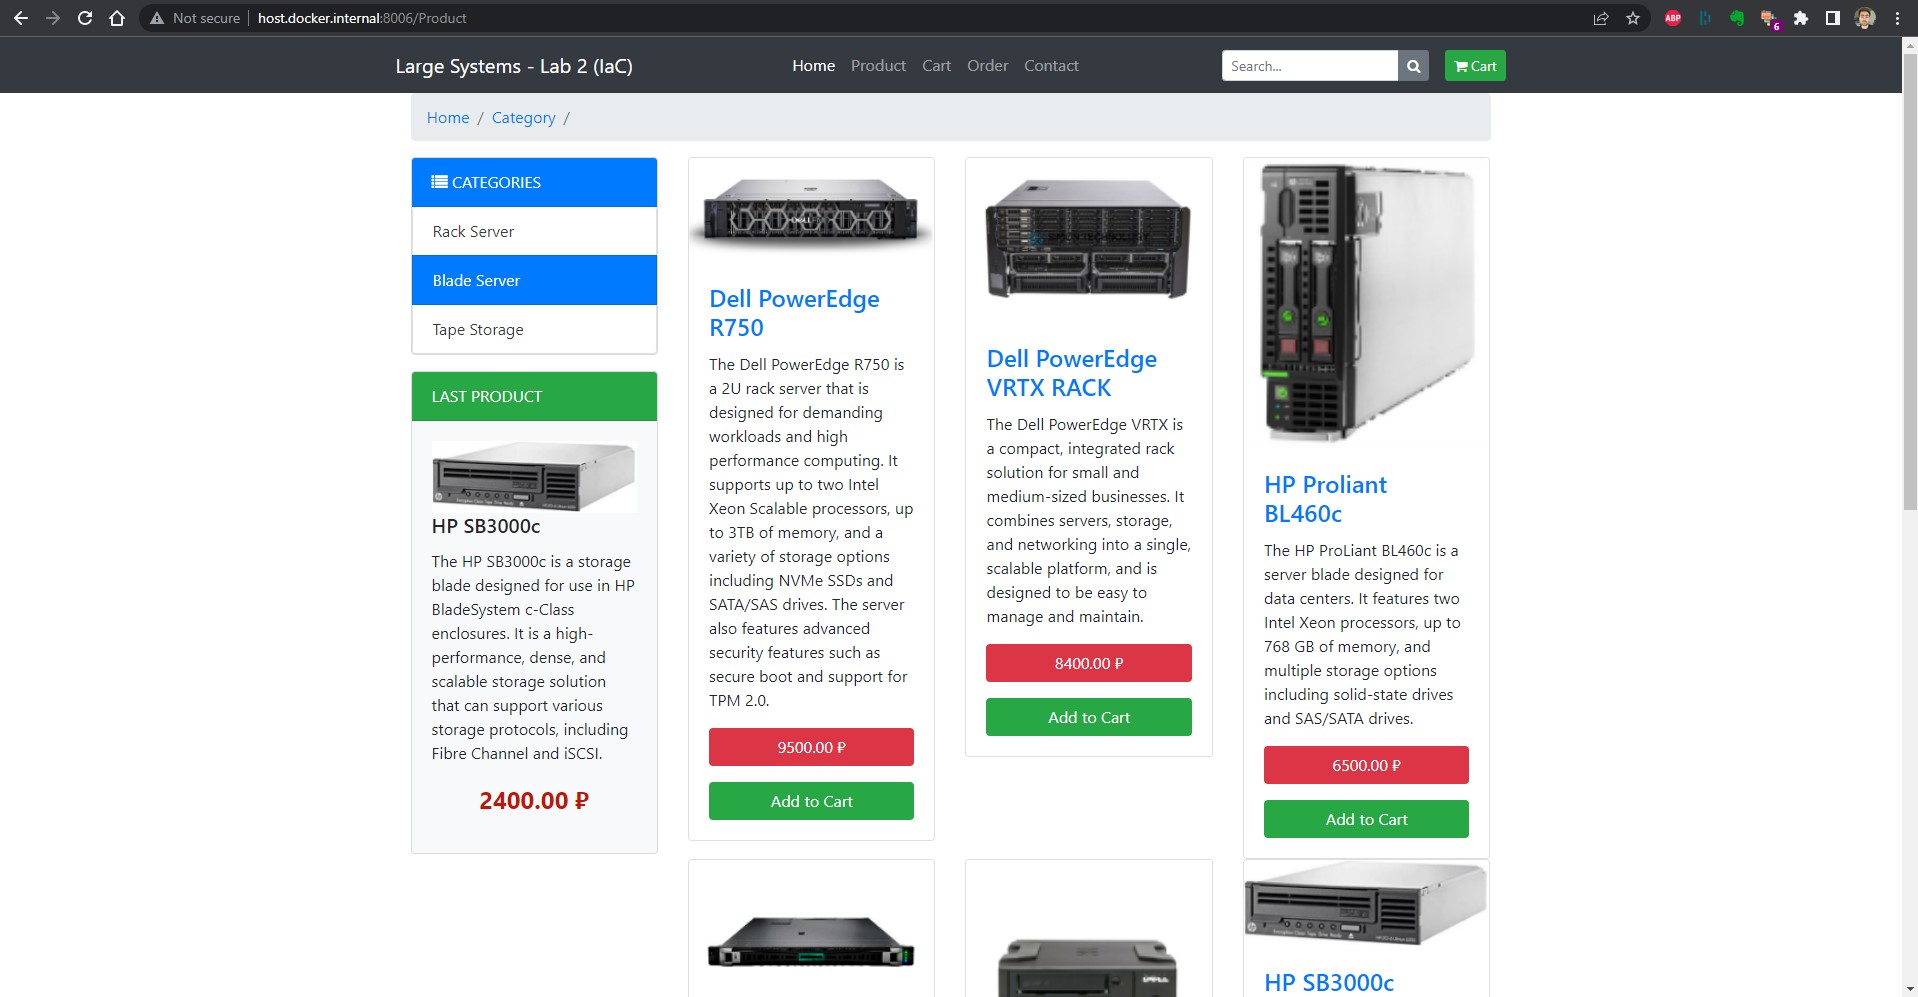 Not secure
host.docker.internal:8006/Product
ABP
6
Large Systems - Lab 2 (IaC)
Home
Product
Cart
Order
Contact
Search...
Cart
Home / Category /
CATEGORIES
Rack Server
Blade Server
Tape Storage
LAST PRODUCT
HP SB3000c
The HP SB3000c is a storage
blade designed for use in HP
BladeSystem c-Class
enclosures. It is a high-
performance, dense, and
scalable storage solution
that can support various
storage protocols, including
Fibre Channel and iSCSI.
2400.00 ₽
DELL
Dell PowerEdge
R750
The Dell PowerEdge R750 is
a 2U rack server that is
designed for demanding
workloads and high
performance computing. It
supports up to two Intel
Xeon Scalable processors, up
to 3TB of memory, and a
variety of storage options
including NVMe SSDs and
SATA/SAS drives. The server
also features advanced
security features such as
secure boot and support for
TPM 2.0.
9500.00 ₽
Add to Cart
Dell PowerEdge
VRTX RACK
The Dell PowerEdge VRTX is
a compact, integrated rack
solution for small and
medium-sized businesses. It
combines servers, storage,
and networking into a single,
scalable platform, and is
designed to be easy to
manage and maintain.
8400.00 ₽
Add to Cart
HP Proliant
BL460c
The HP ProLiant BL460c is a
server blade designed for
data centers. It features two
Intel Xeon processors, up to
768 GB of memory, and
multiple storage options
including solid-state drives
and SAS/SATA drives.
6500.00 ₽
Add to Cart
DELL
HP SB3000c